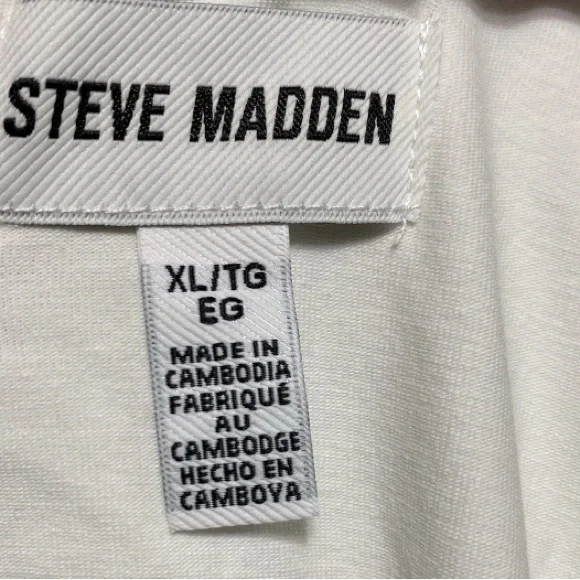 STEVE MADDEN
XL/TG
EG
MADE IN
CAMBODIA
FABRIQUÉ
AU
CAMBODGE
HECHO EN
CAMBOYA